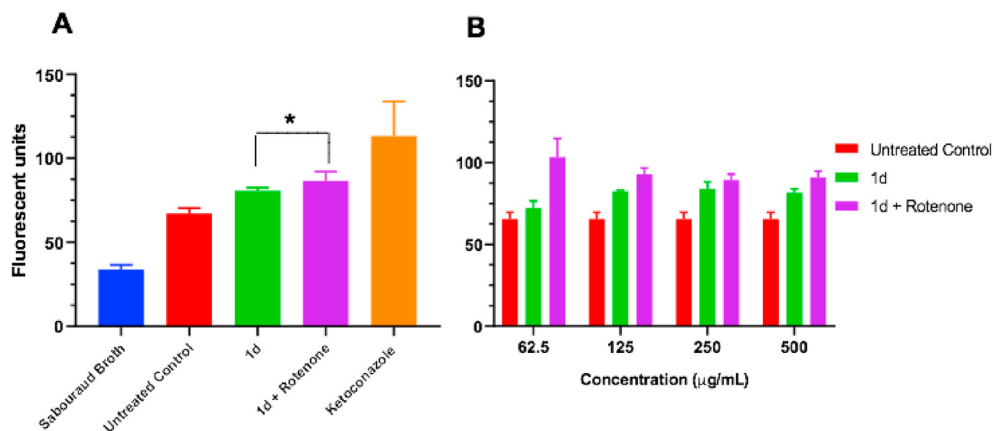 A
Fluorescent units
150
100
50
0
*
Sabouraud Broth
Untreated Control
1d
1d + Rotenone
Ketoconazole
B
150
100
50
0
62.5 125 250 500
Concentration (μg/mL)
Untreated Control
1d
1d + Rotenone